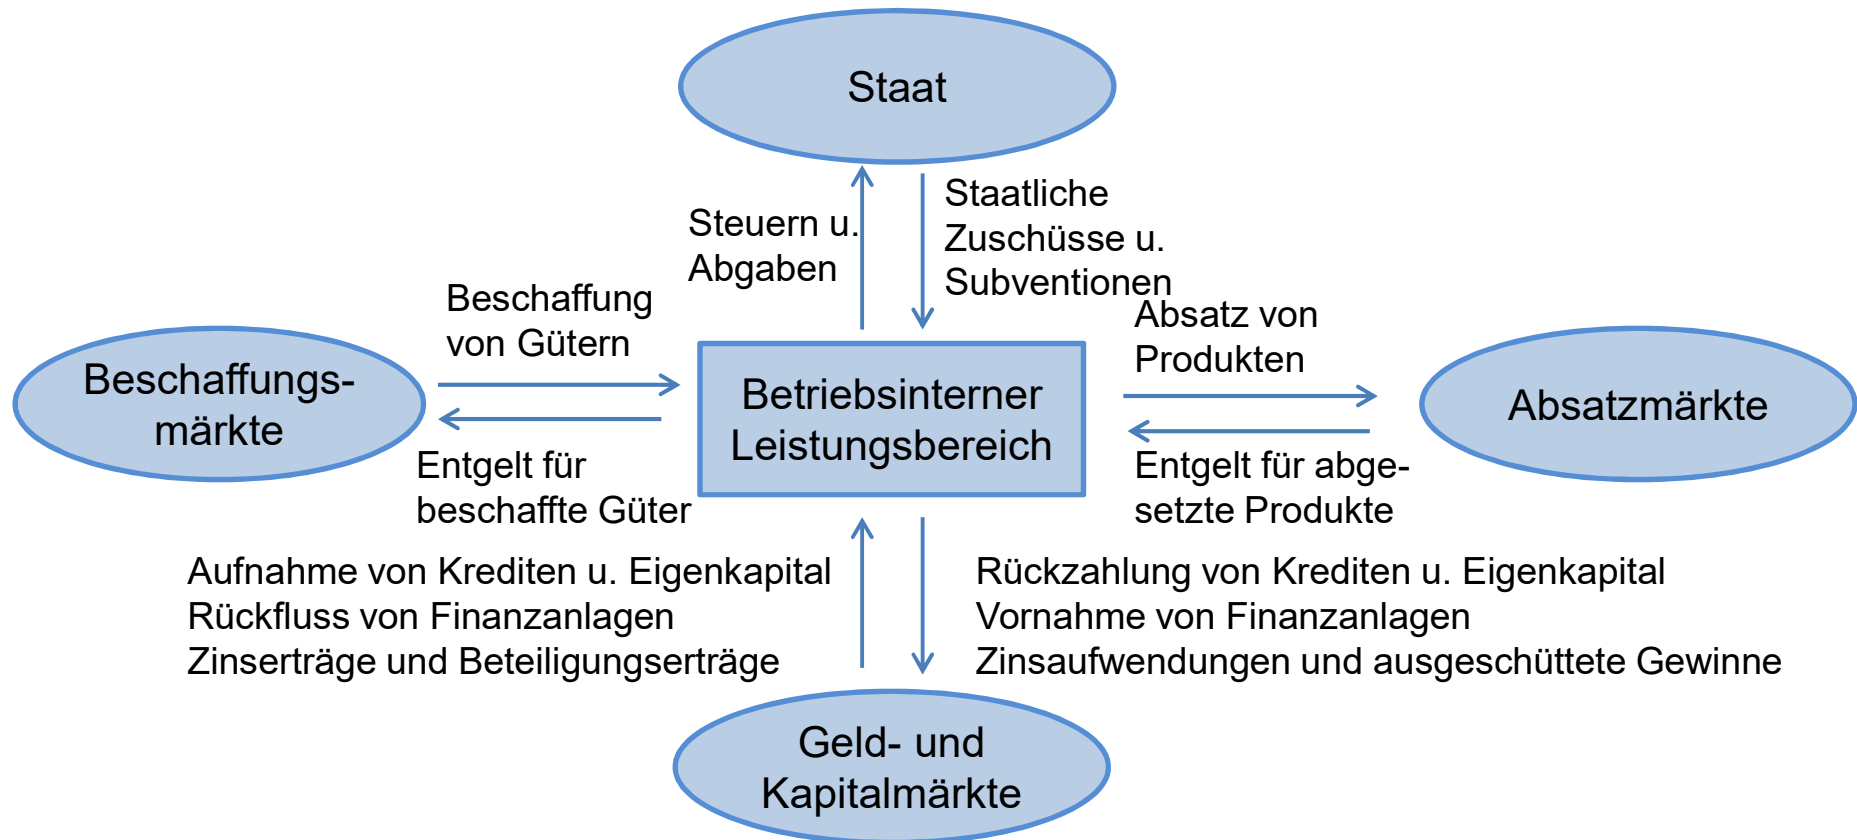 Staat
Steuern u.
Abgaben
Staatliche
Zuschüsse u.
Subventionen
Beschaffung
von Gütern
Absatz von
Produkten
Beschaffungs-
märkte
Betriebsinterner
Leistungsbereich
Absatzmärkte
Entgelt für
beschaffte Güter
Entgelt für abge-
setzte Produkte
Aufnahme von Krediten u. Eigenkapital
Rückfluss von Finanzanlagen
Zinserträge und Beteiligungserträge
Rückzahlung von Krediten u. Eigenkapital
Vornahme von Finanzanlagen
Zinsaufwendungen und ausgeschüttete Gewinne
Geld- und
Kapitalmärkte